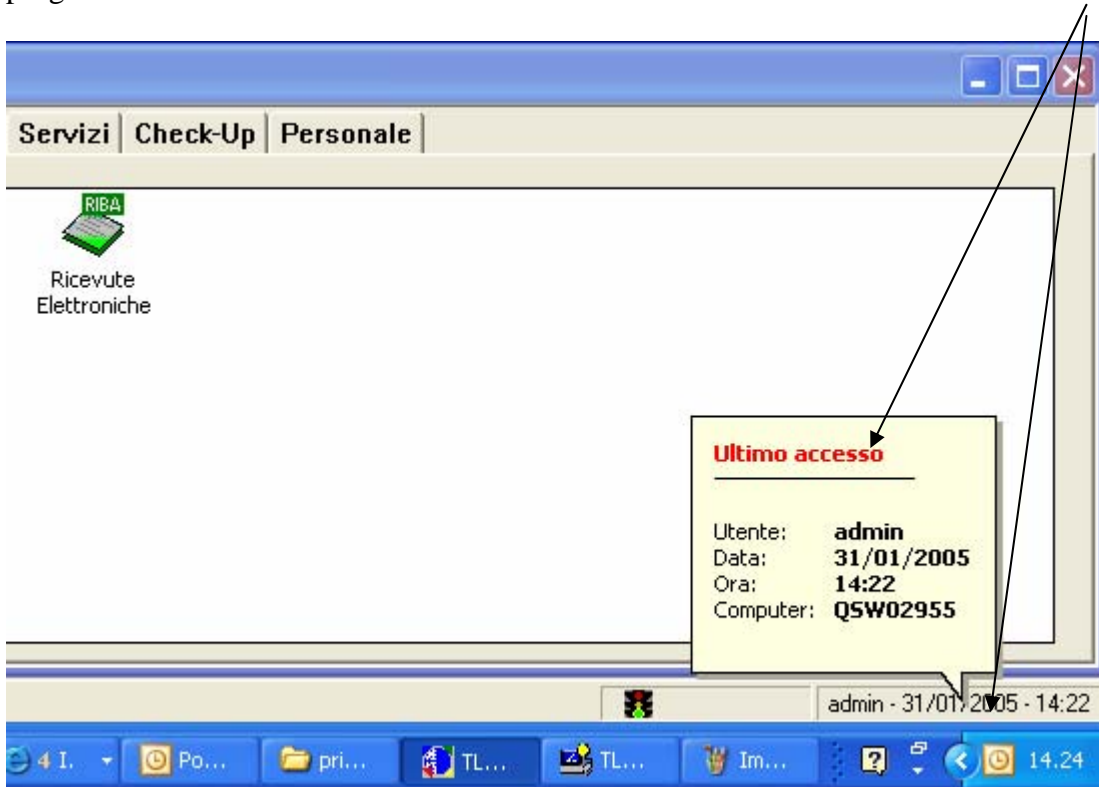 Servizi Check-Up Personale
RIBA
Ricevute
Elettroniche
Ultimo accesso
Utente: admin
Data: 31/01/2005
Ora: 14:22
Computer: QSW02955
admin - 31/01/2005 - 14:22
4 I. Po... pri... TL... TL... Im... 14.24